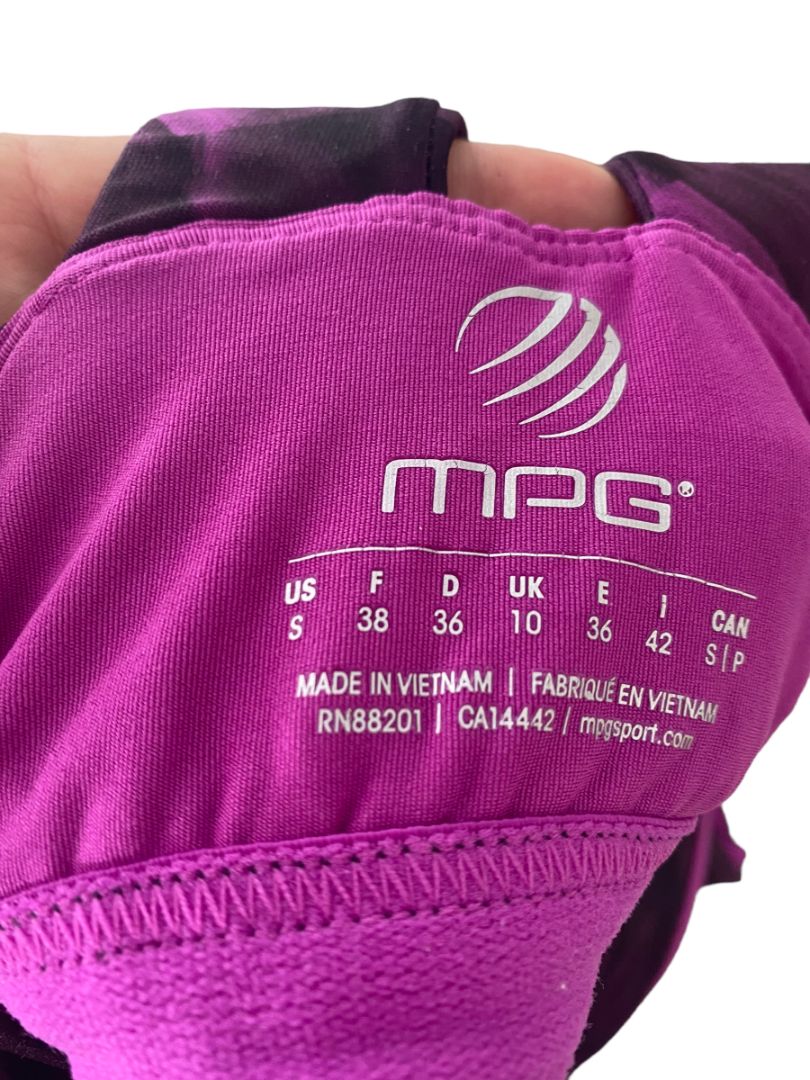 MPG®
US F D UK E I CAN
S 38 36 10 36 42 S|P
MADE IN VIETNAM | FABRIQUÉ EN VIETNAM
RN88201 | CA14442 | mpgsport.com